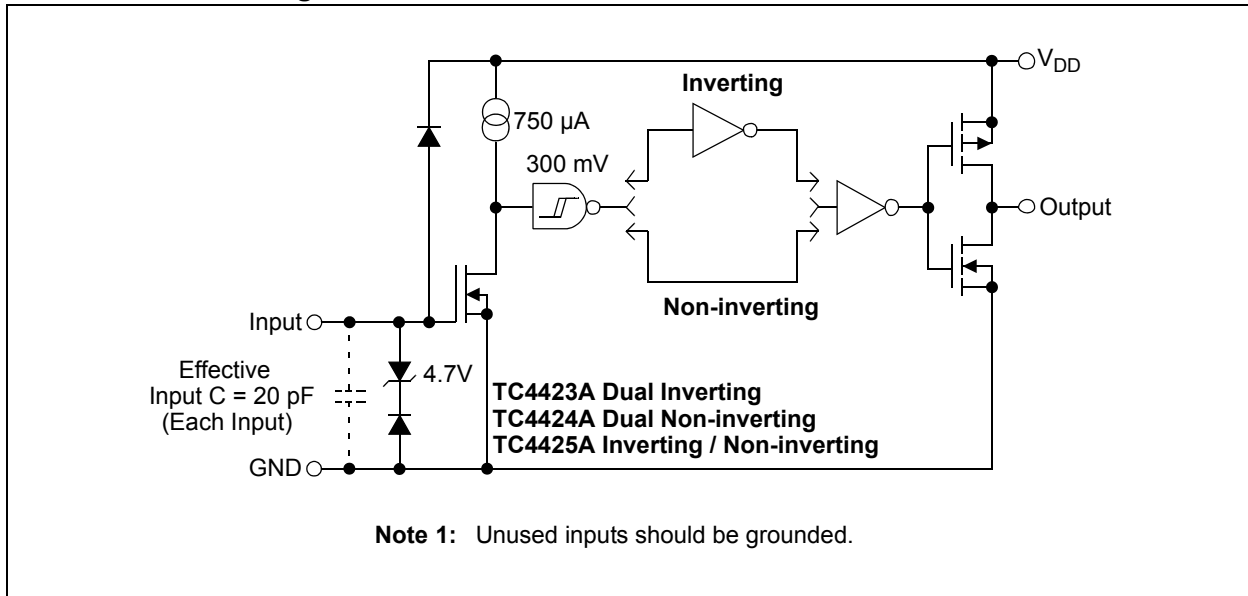 V_DD
Inverting
750 µA
300 mV
Output
Non-inverting
Input
Effective
Input C = 20 pF
(Each Input)
4.7V
TC4423A Dual Inverting
TC4424A Dual Non-inverting
TC4425A Inverting / Non-inverting
GND
Note 1: Unused inputs should be grounded.